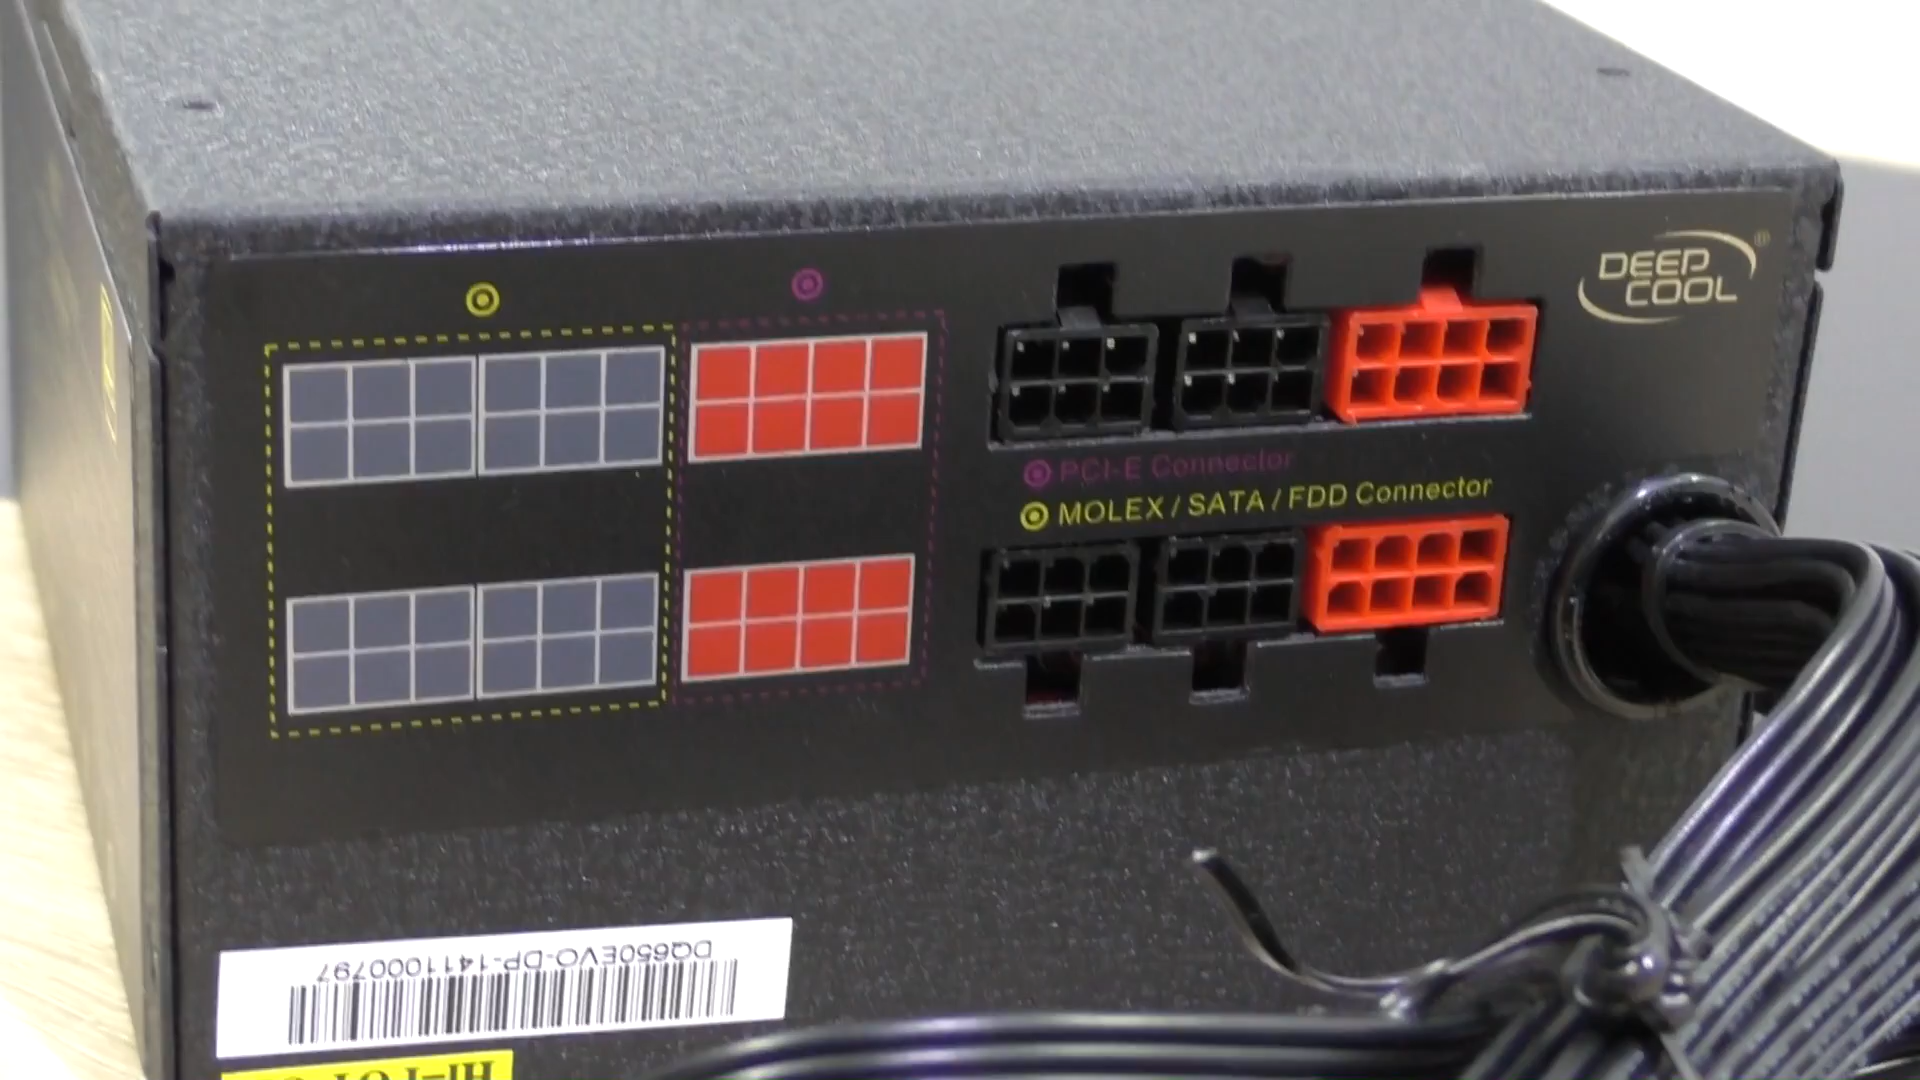 DEEP
COOL
®
PCI-E Connector
MOLEX / SATA / FDD Connector
DQ650EVO-DP-1411000797